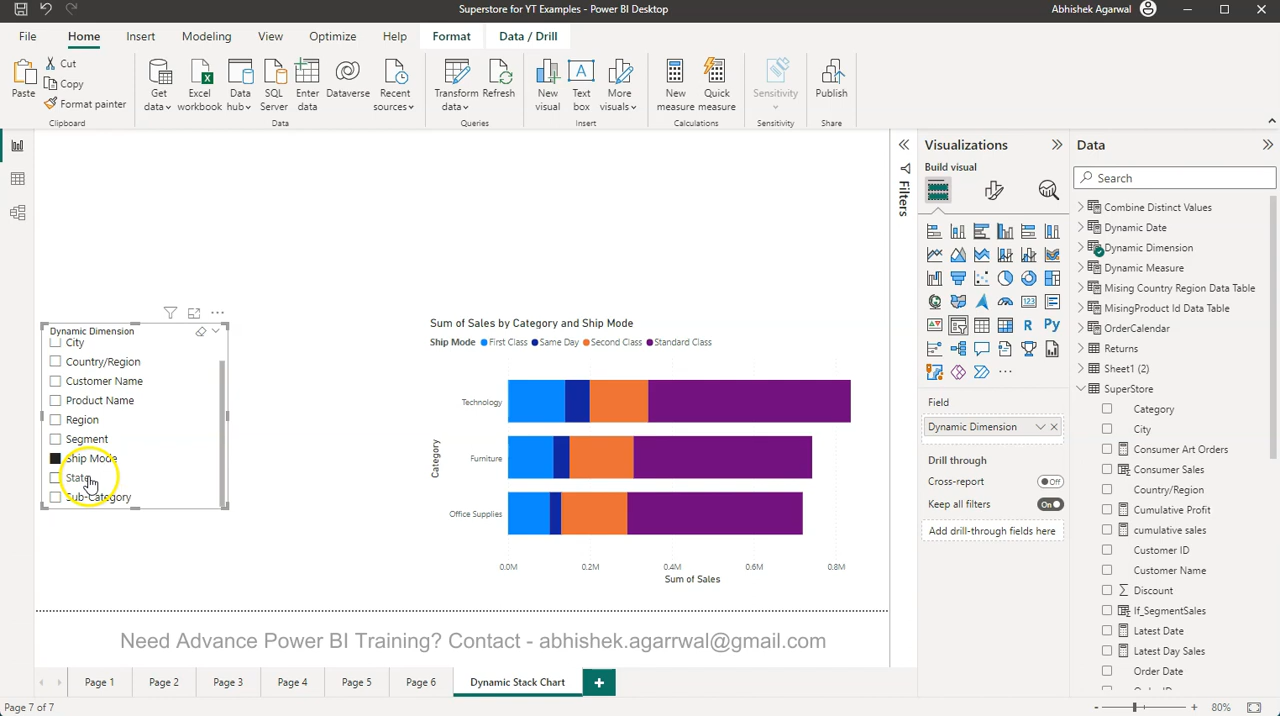 Superstore for YT Examples - Power BI Desktop
Abhishek Agarwal
File Home Insert Modeling View Optimize Help Format Data / Drill
Paste
Cut
Copy
Format painter
Get data
Excel workbook
Data hub
SQL Server
Enter data
Dataverse
Recent sources
Transform data
Refresh
New visual
Text box
More visuals
New measure
Quick measure
Sensitivity
Publish
Clipboard Data Queries Insert Calculations Sensitivity Share
Filters
Dynamic Dimension
City
Country/Region
Customer Name
Product Name
Region
Segment
Ship Mode
State
Sub-Category
Sum of Sales by Category and Ship Mode
Ship Mode First Class Same Day Second Class Standard Class
Category
Technology
Furniture
Office Supplies
0.0M 0.2M 0.4M 0.6M 0.8M
Sum of Sales
Need Advance Power BI Training? Contact - abhishek.agarrwal@gmail.com
Visualizations
Build visual
123
R
Py
Field
Dynamic Dimension
Drill through
Cross-report Off
Keep all filters On
Add drill-through fields here
Data
Search
Combine Distinct Values
Dynamic Date
Dynamic Dimension
Dynamic Measure
Mising Country Region Data Table
MisingProduct Id Data Table
OrderCalendar
Returns
Sheet1 (2)
SuperStore
Category
City
Consumer Art Orders
Consumer Sales
Country/Region
Cumulative Profit
cumulative sales
Customer ID
Customer Name
Discount
If_SegmentSales
Latest Date
Latest Day Sales
Order Date
Page 1 Page 2 Page 3 Page 4 Page 5 Page 6 Dynamic Stack Chart
Page 7 of 7
80%